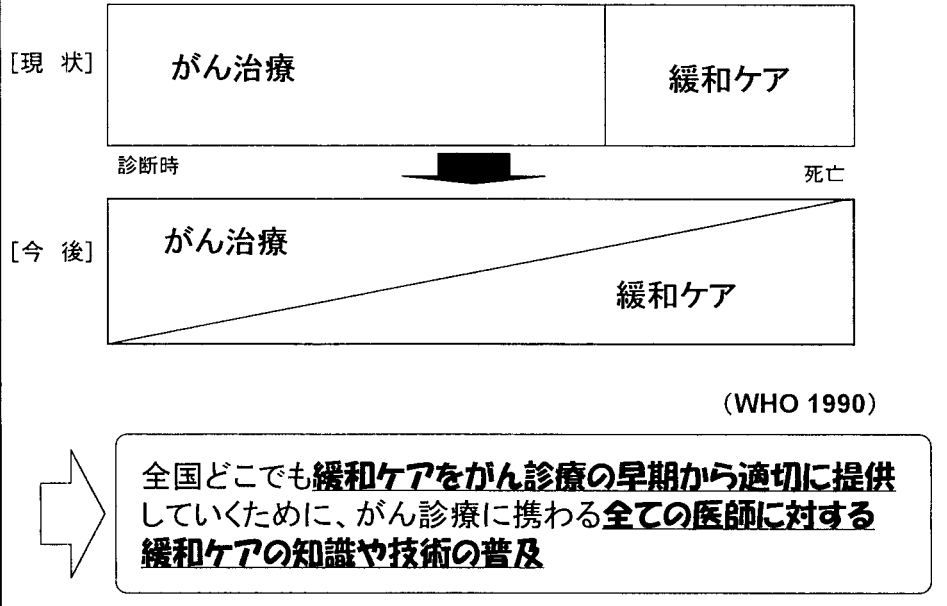 [現 状]
がん治療
緩和ケア
診断時
死亡
[今 後]
がん治療
緩和ケア
（WHO 1990）
全国どこでも緩和ケアをがん診療の早期から適切に提供
していくために、がん診療に携わる全ての医師に対する
緩和ケアの知識や技術の普及